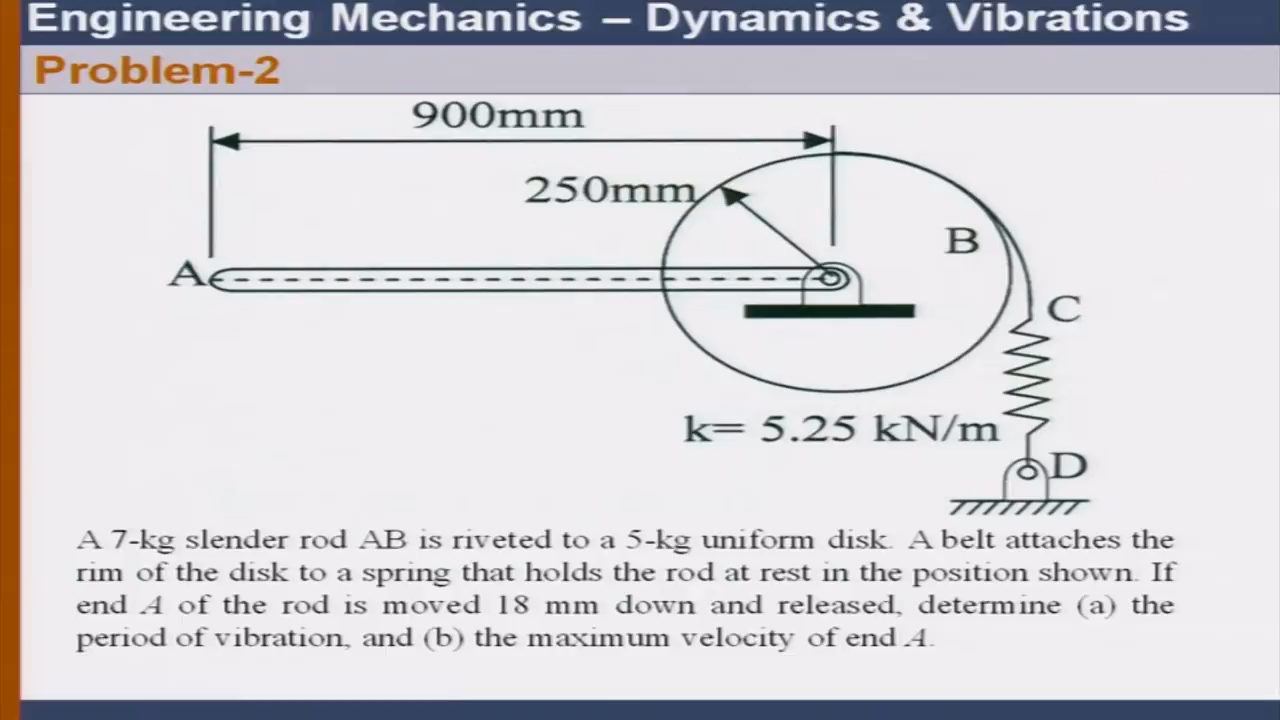 Engineering Mechanics – Dynamics & Vibrations
Problem-2
900mm
250mm
B
A
C
k= 5.25 kN/m
D
A 7-kg slender rod AB is riveted to a 5-kg uniform disk. A belt attaches the
rim of the disk to a spring that holds the rod at rest in the position shown. If
end A of the rod is moved 18 mm down and released, determine (a) the
period of vibration, and (b) the maximum velocity of end A.